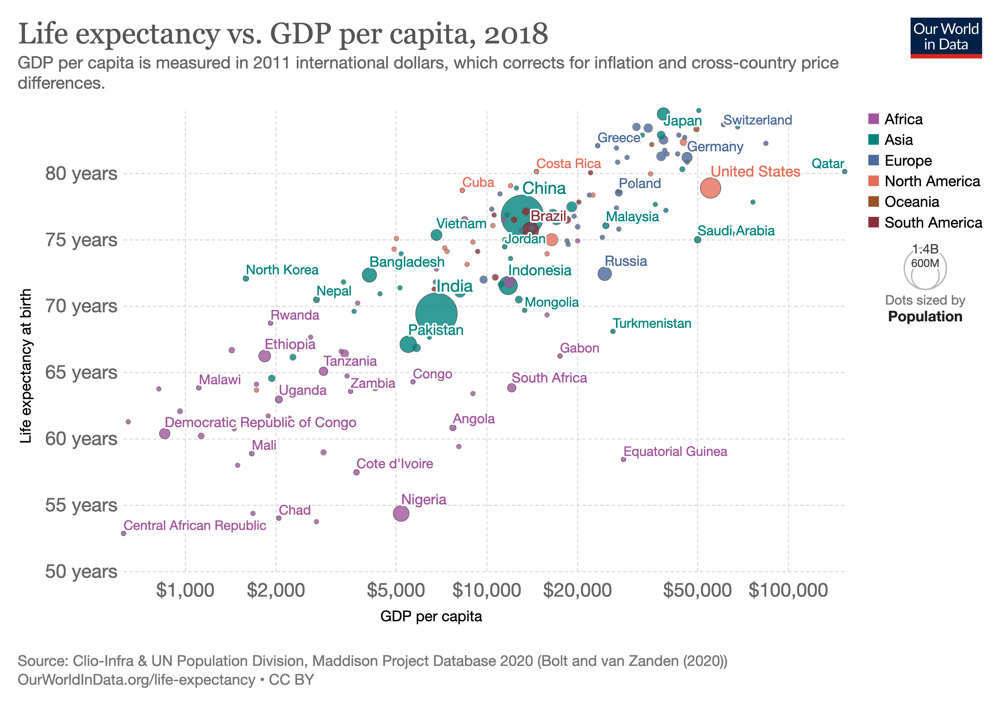 Life expectancy vs. GDP per capita, 2018
Our World
in Data
GDP per capita is measured in 2011 international dollars, which corrects for inflation and cross-country price
differences.
Africa
Asia
Europe
North America
Oceania
South America
1.4B
600M
Dots sized by
Population
Life expectancy at birth
80 years
75 years
70 years
65 years
60 years
55 years
50 years
Japan
Switzerland
Greece
Germany
Costa Rica
Qatar
United States
Cuba
Poland
China
Brazil
Malaysia
Vietnam
Saudi Arabia
Jordan
Bangladesh
Russia
North Korea
Indonesia
India
Nepal
Mongolia
Rwanda
Turkmenistan
Pakistan
Ethiopia
Gabon
Tanzania
Congo
South Africa
Malawi
Zambia
Uganda
Angola
Democratic Republic of Congo
Mali
Equatorial Guinea
Cote d'Ivoire
Nigeria
Chad
Central African Republic
$1,000
$2,000
$5,000
$10,000
$20,000
$50,000
$100,000
GDP per capita
Source: Clio-Infra & UN Population Division, Maddison Project Database 2020 (Bolt and van Zanden (2020))
OurWorldInData.org/life-expectancy • CC BY